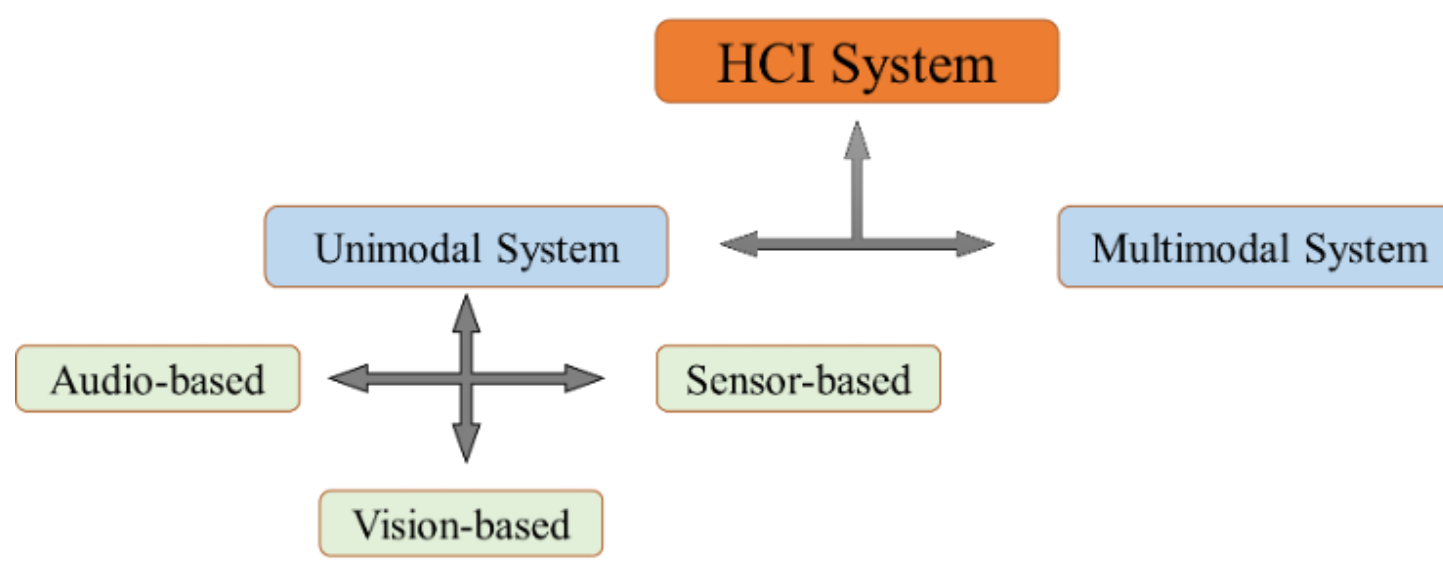 HCI System
Unimodal System
Multimodal System
Audio-based
Sensor-based
Vision-based